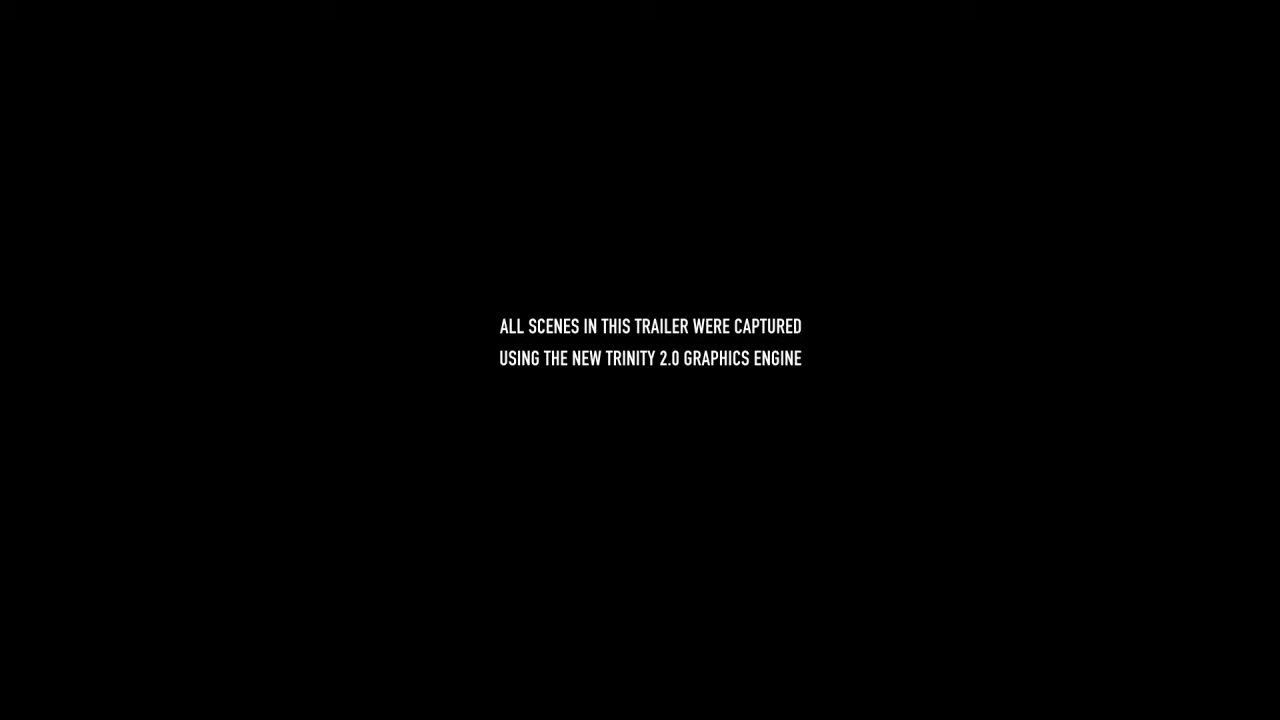 ALL SCENES IN THIS TRAILER WERE CAPTURED
USING THE NEW TRINITY 2.0 GRAPHICS ENGINE